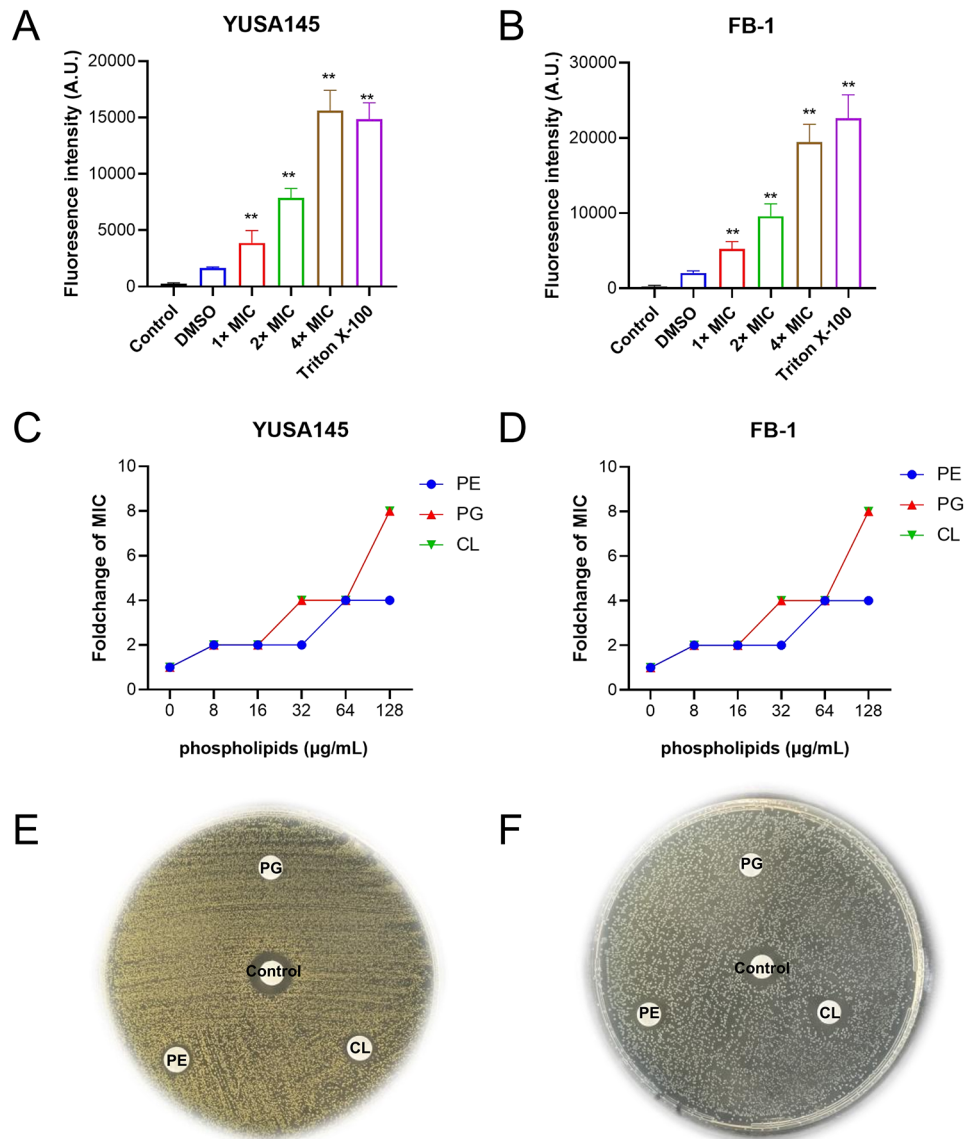 A
YUSA145
Fluoresence intensity (A.U.)
20000
15000
10000
5000
0
**
**
**
**
Control
DMSO
1× MIC
2× MIC
4× MIC
Triton X-100
B
FB-1
Fluoresence intensity (A.U.)
30000
20000
10000
0
**
**
**
**
Control
DMSO
1× MIC
2× MIC
4× MIC
Triton X-100
C
YUSA145
Foldchange of MIC
10
8
6
4
2
0
0 8 16 32 64 128
phospholipids (μg/mL)
PE
PG
CL
D
FB-1
Foldchange of MIC
10
8
6
4
2
0
0 8 16 32 64 128
phospholipids (μg/mL)
PE
PG
CL
E
PG
Control
PE
CL
F
PG
Control
PE
CL